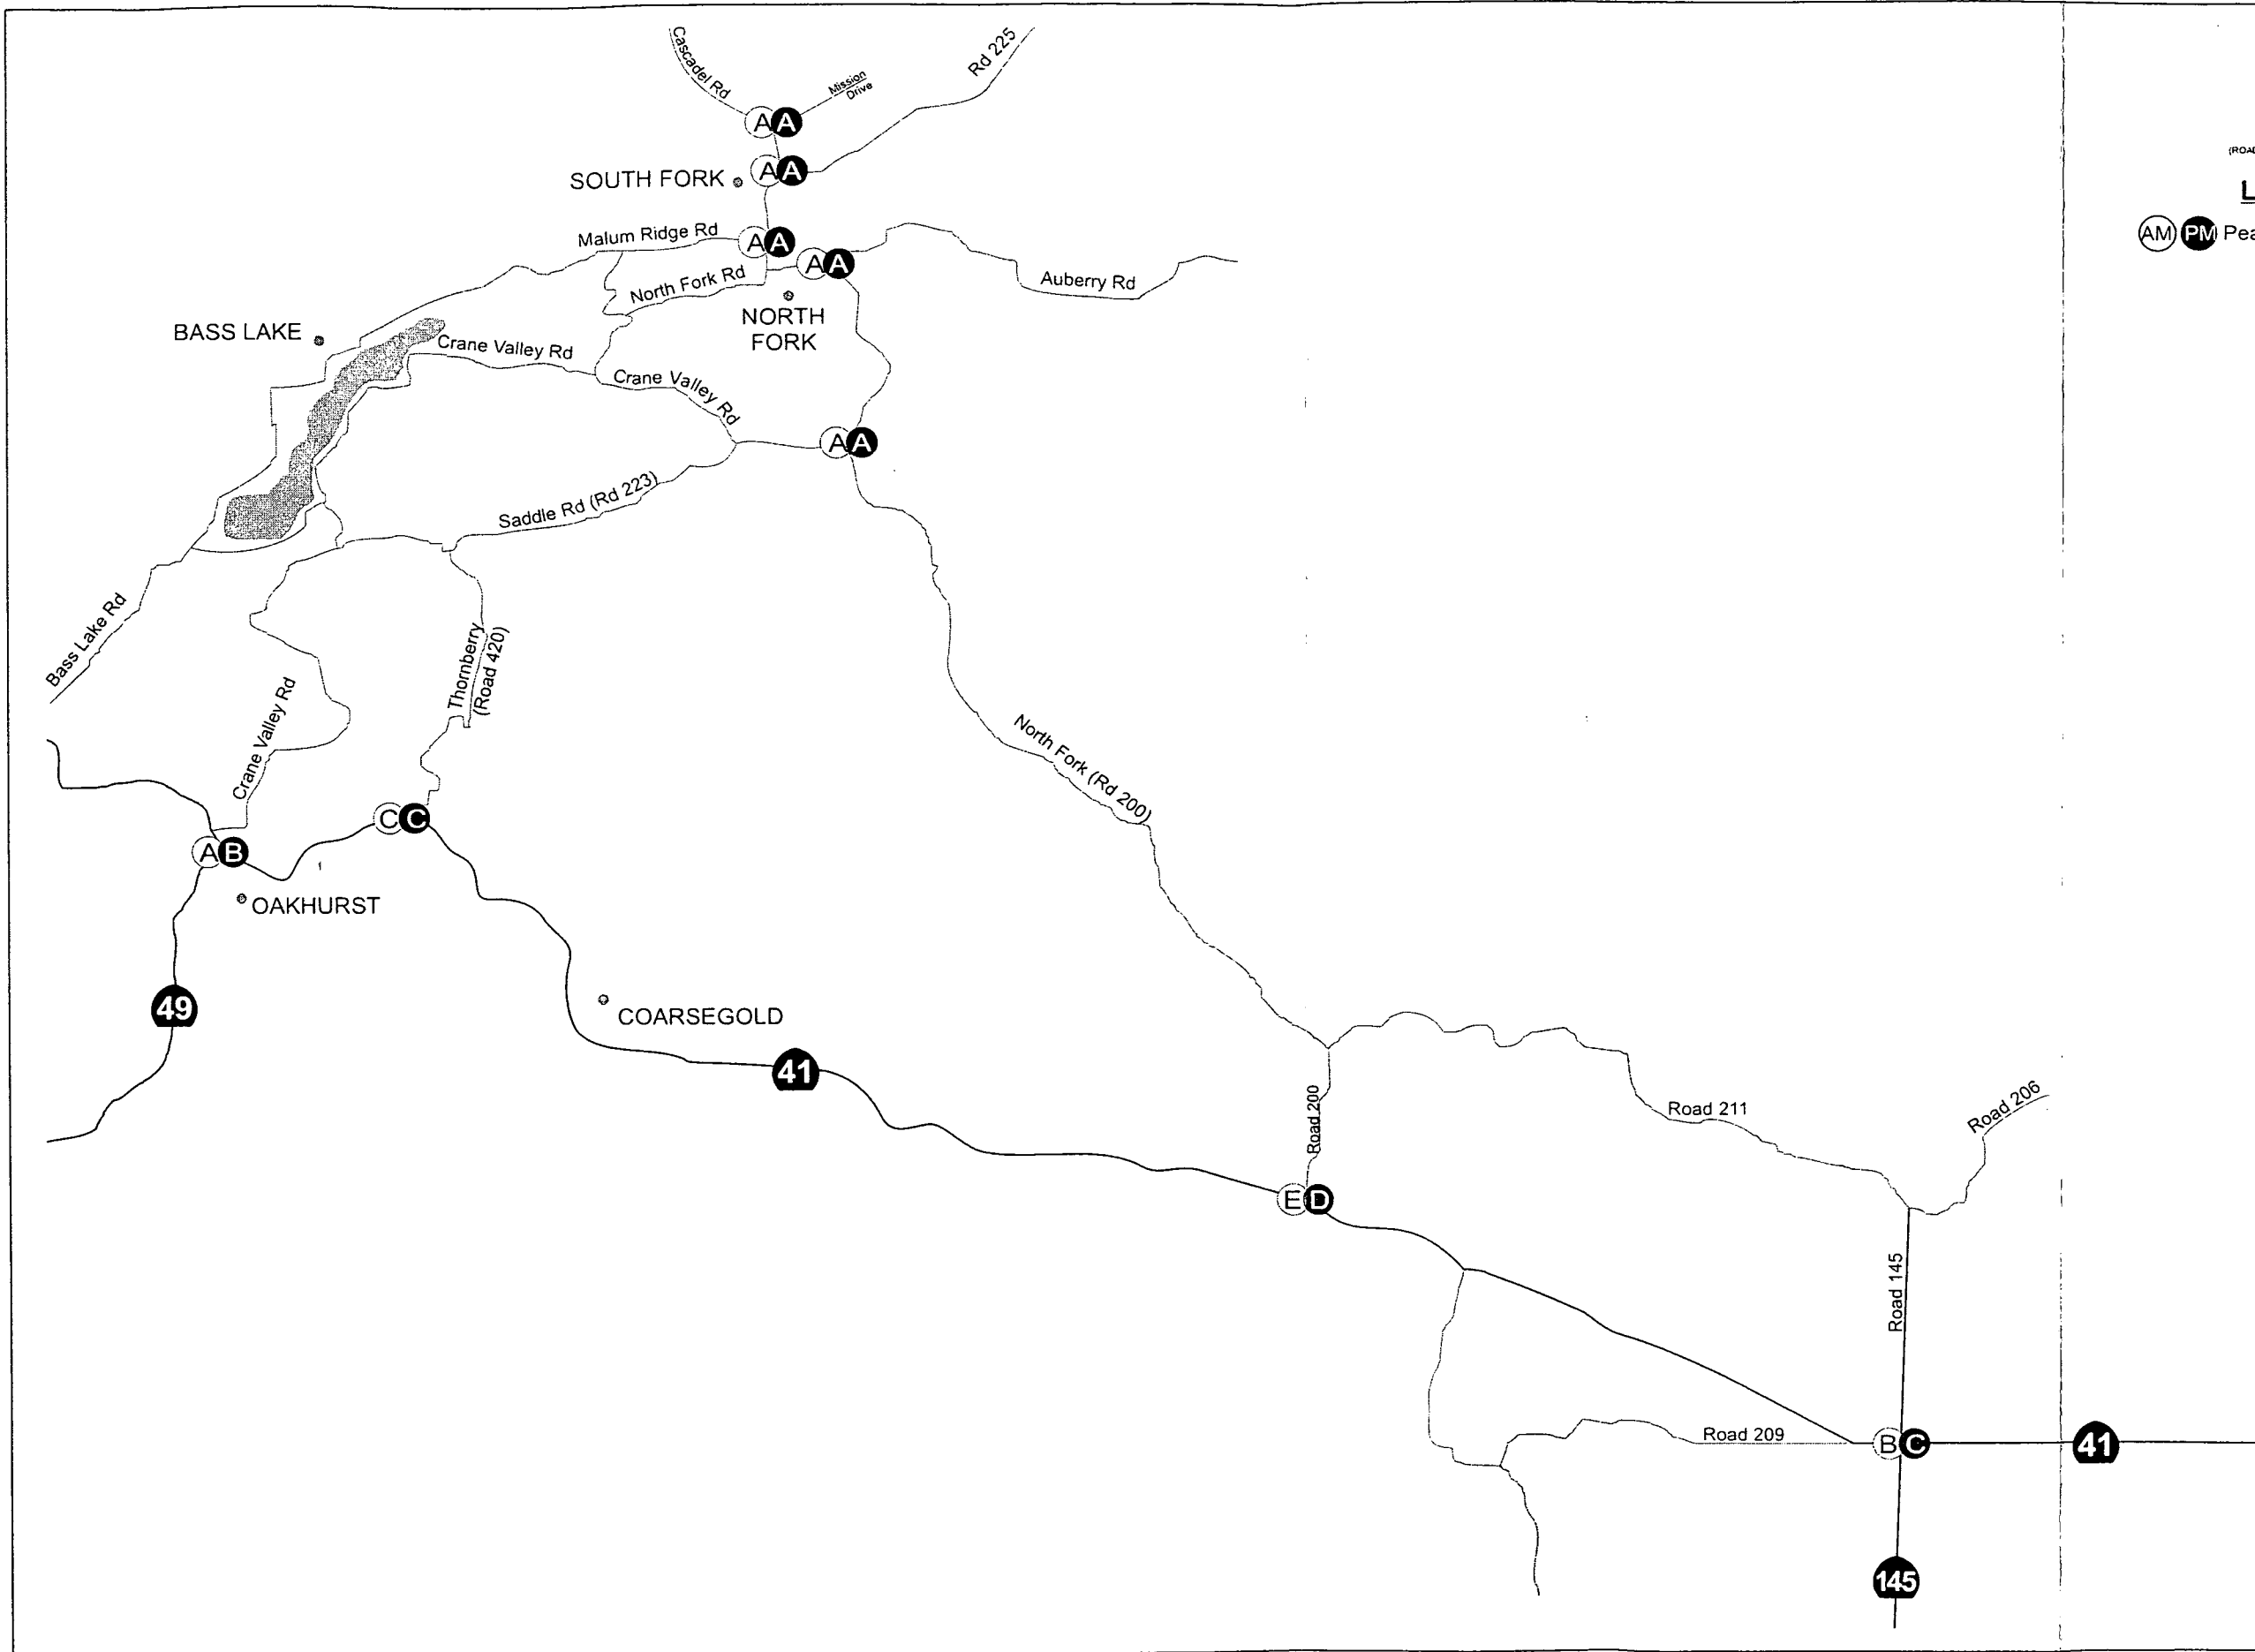 Cascadel Rd
Mission
Drive
Rd 225
A A
A A
SOUTH FORK
Malum Ridge Rd
A A
A A
North Fork Rd
Auberry Rd
NORTH
FORK
BASS LAKE
Crane Valley Rd
Crane Valley Rd
A A
Saddle Rd (Rd 223)
Bass Lake Rd
Thornberry
(Road 420)
Crane Valley Rd
North Fork (Rd 200)
C C
A B
OAKHURST
49
COARSEGOLD
41
Road 200
Road 211
Road 206
E D
Road 145
Road 209
B C
41
145
(ROA
L
AM PM Pea